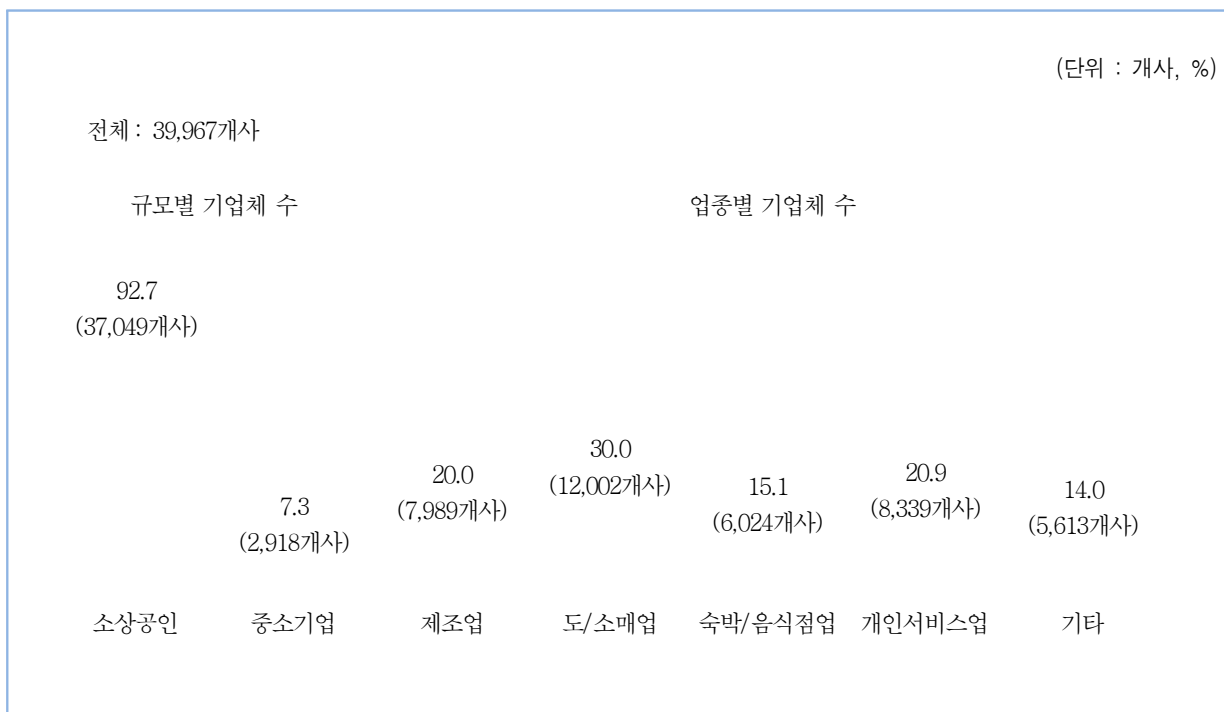 (단위 : 개사, %)
전체 : 39,967개사
규모별 기업체 수
업종별 기업체 수
92.7
(37,049개사)
7.3
(2,918개사)
20.0
(7,989개사)
30.0
(12,002개사)
15.1
(6,024개사)
20.9
(8,339개사)
14.0
(5,613개사)
소상공인 중소기업 제조업 도/소매업 숙박/음식점업 개인서비스업 기타